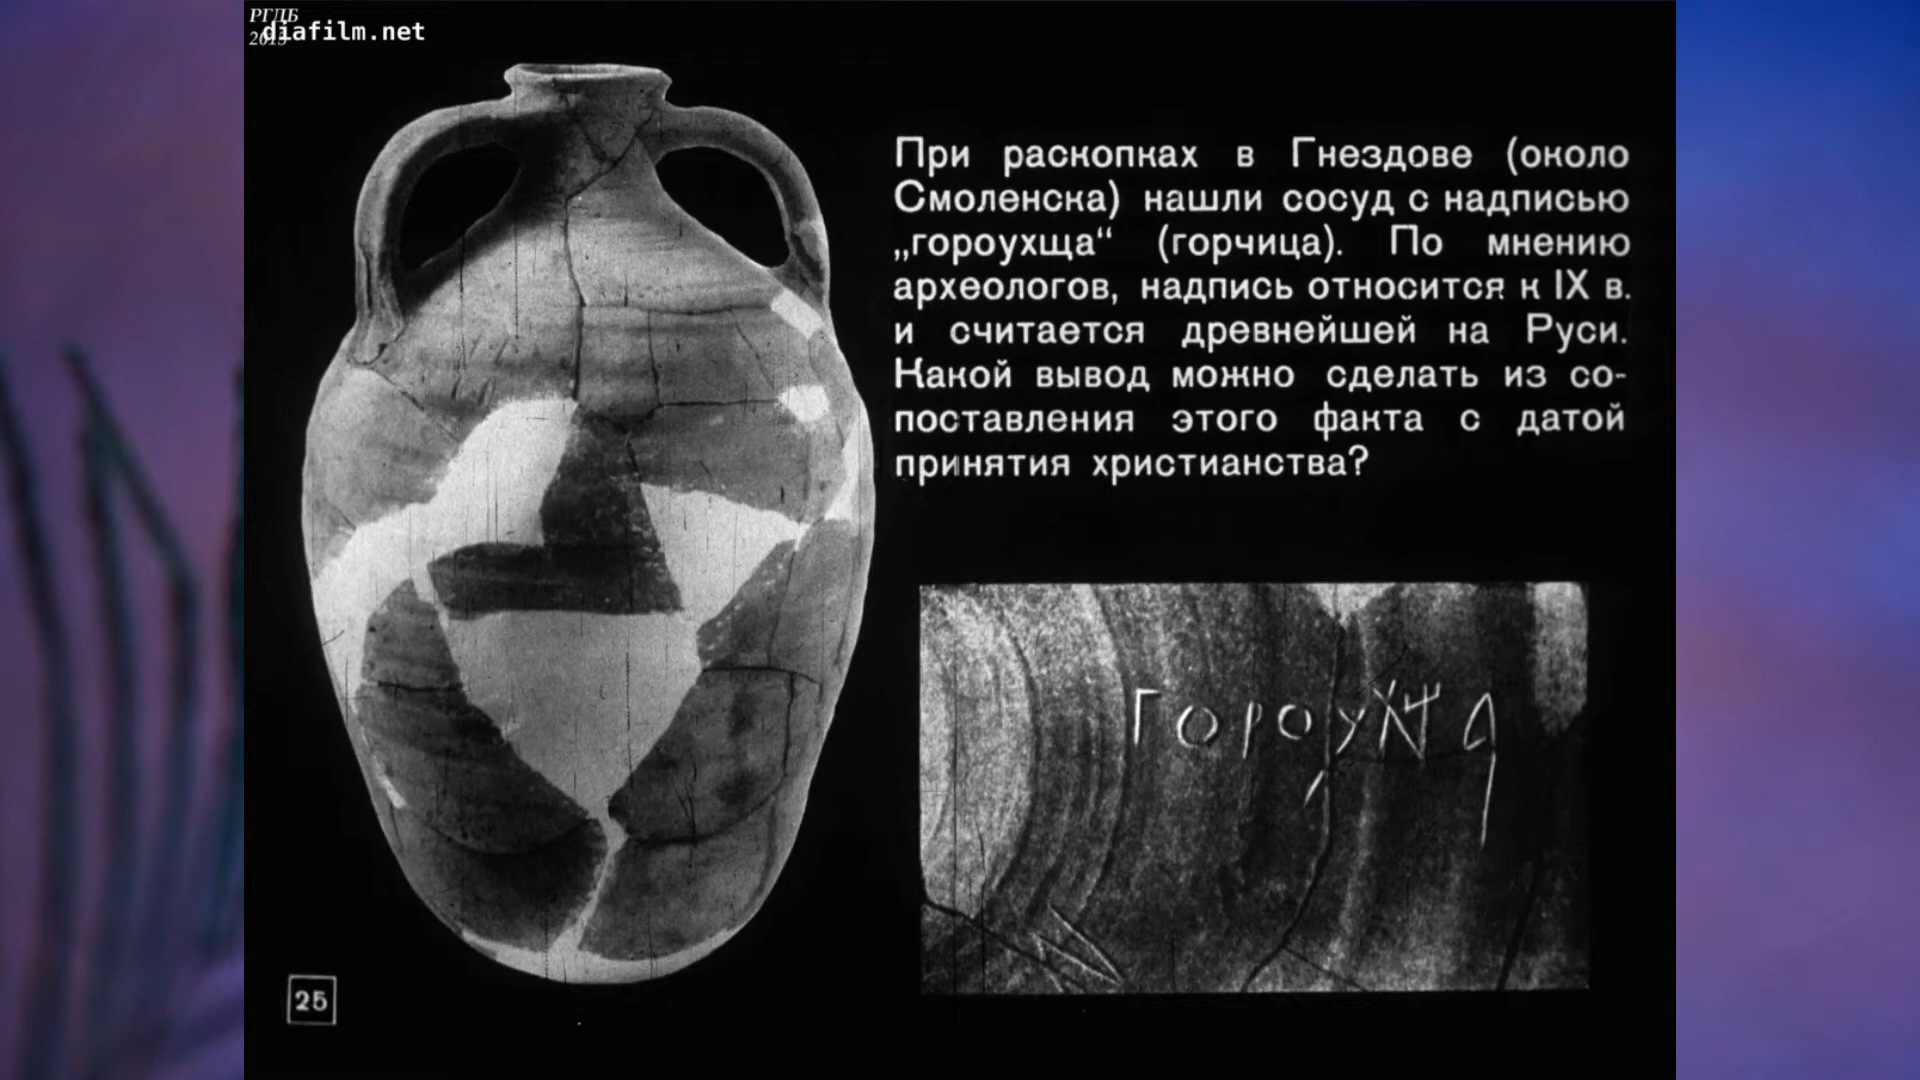 РГДБ
2015
diafilm.net
При раскопках в Гнездове (около
Смоленска) нашли сосуд с надписью
„гороухща“ (горчица). По мнению
археологов, надпись относится к IX в.
и считается древнейшей на Руси.
Какой вывод можно сделать из со-
поставления этого факта с датой
принятия христианства?
25